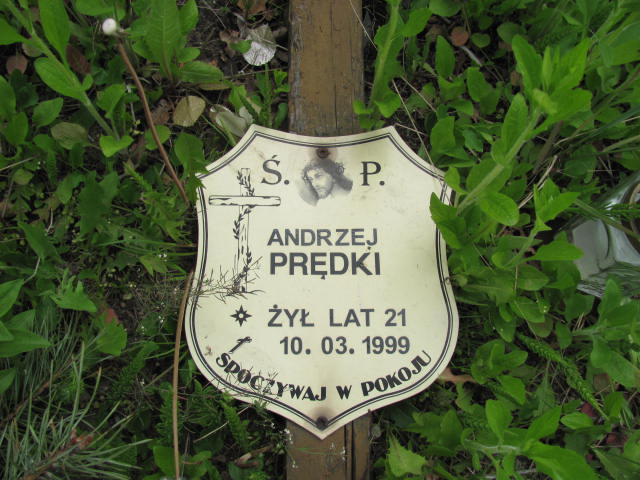 Ś. P.
ANDRZEJ
PRĘDKI
ŻYŁ LAT 21
10. 03. 1999
SPOCZYWAJ W POKOJU